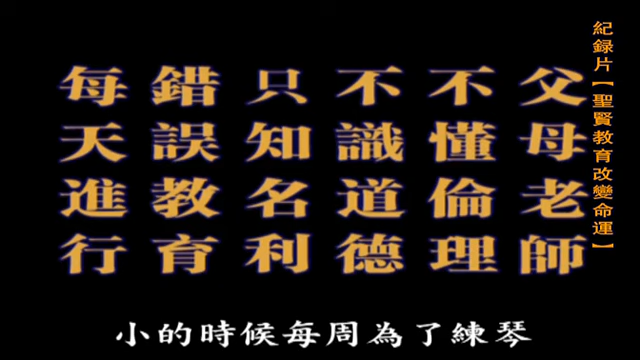 紀錄片【聖賢教育改變命運】
父母老師
不懂倫理
不識道德
只知名利
錯誤教育
每天進行
小的時候每周為了練琴